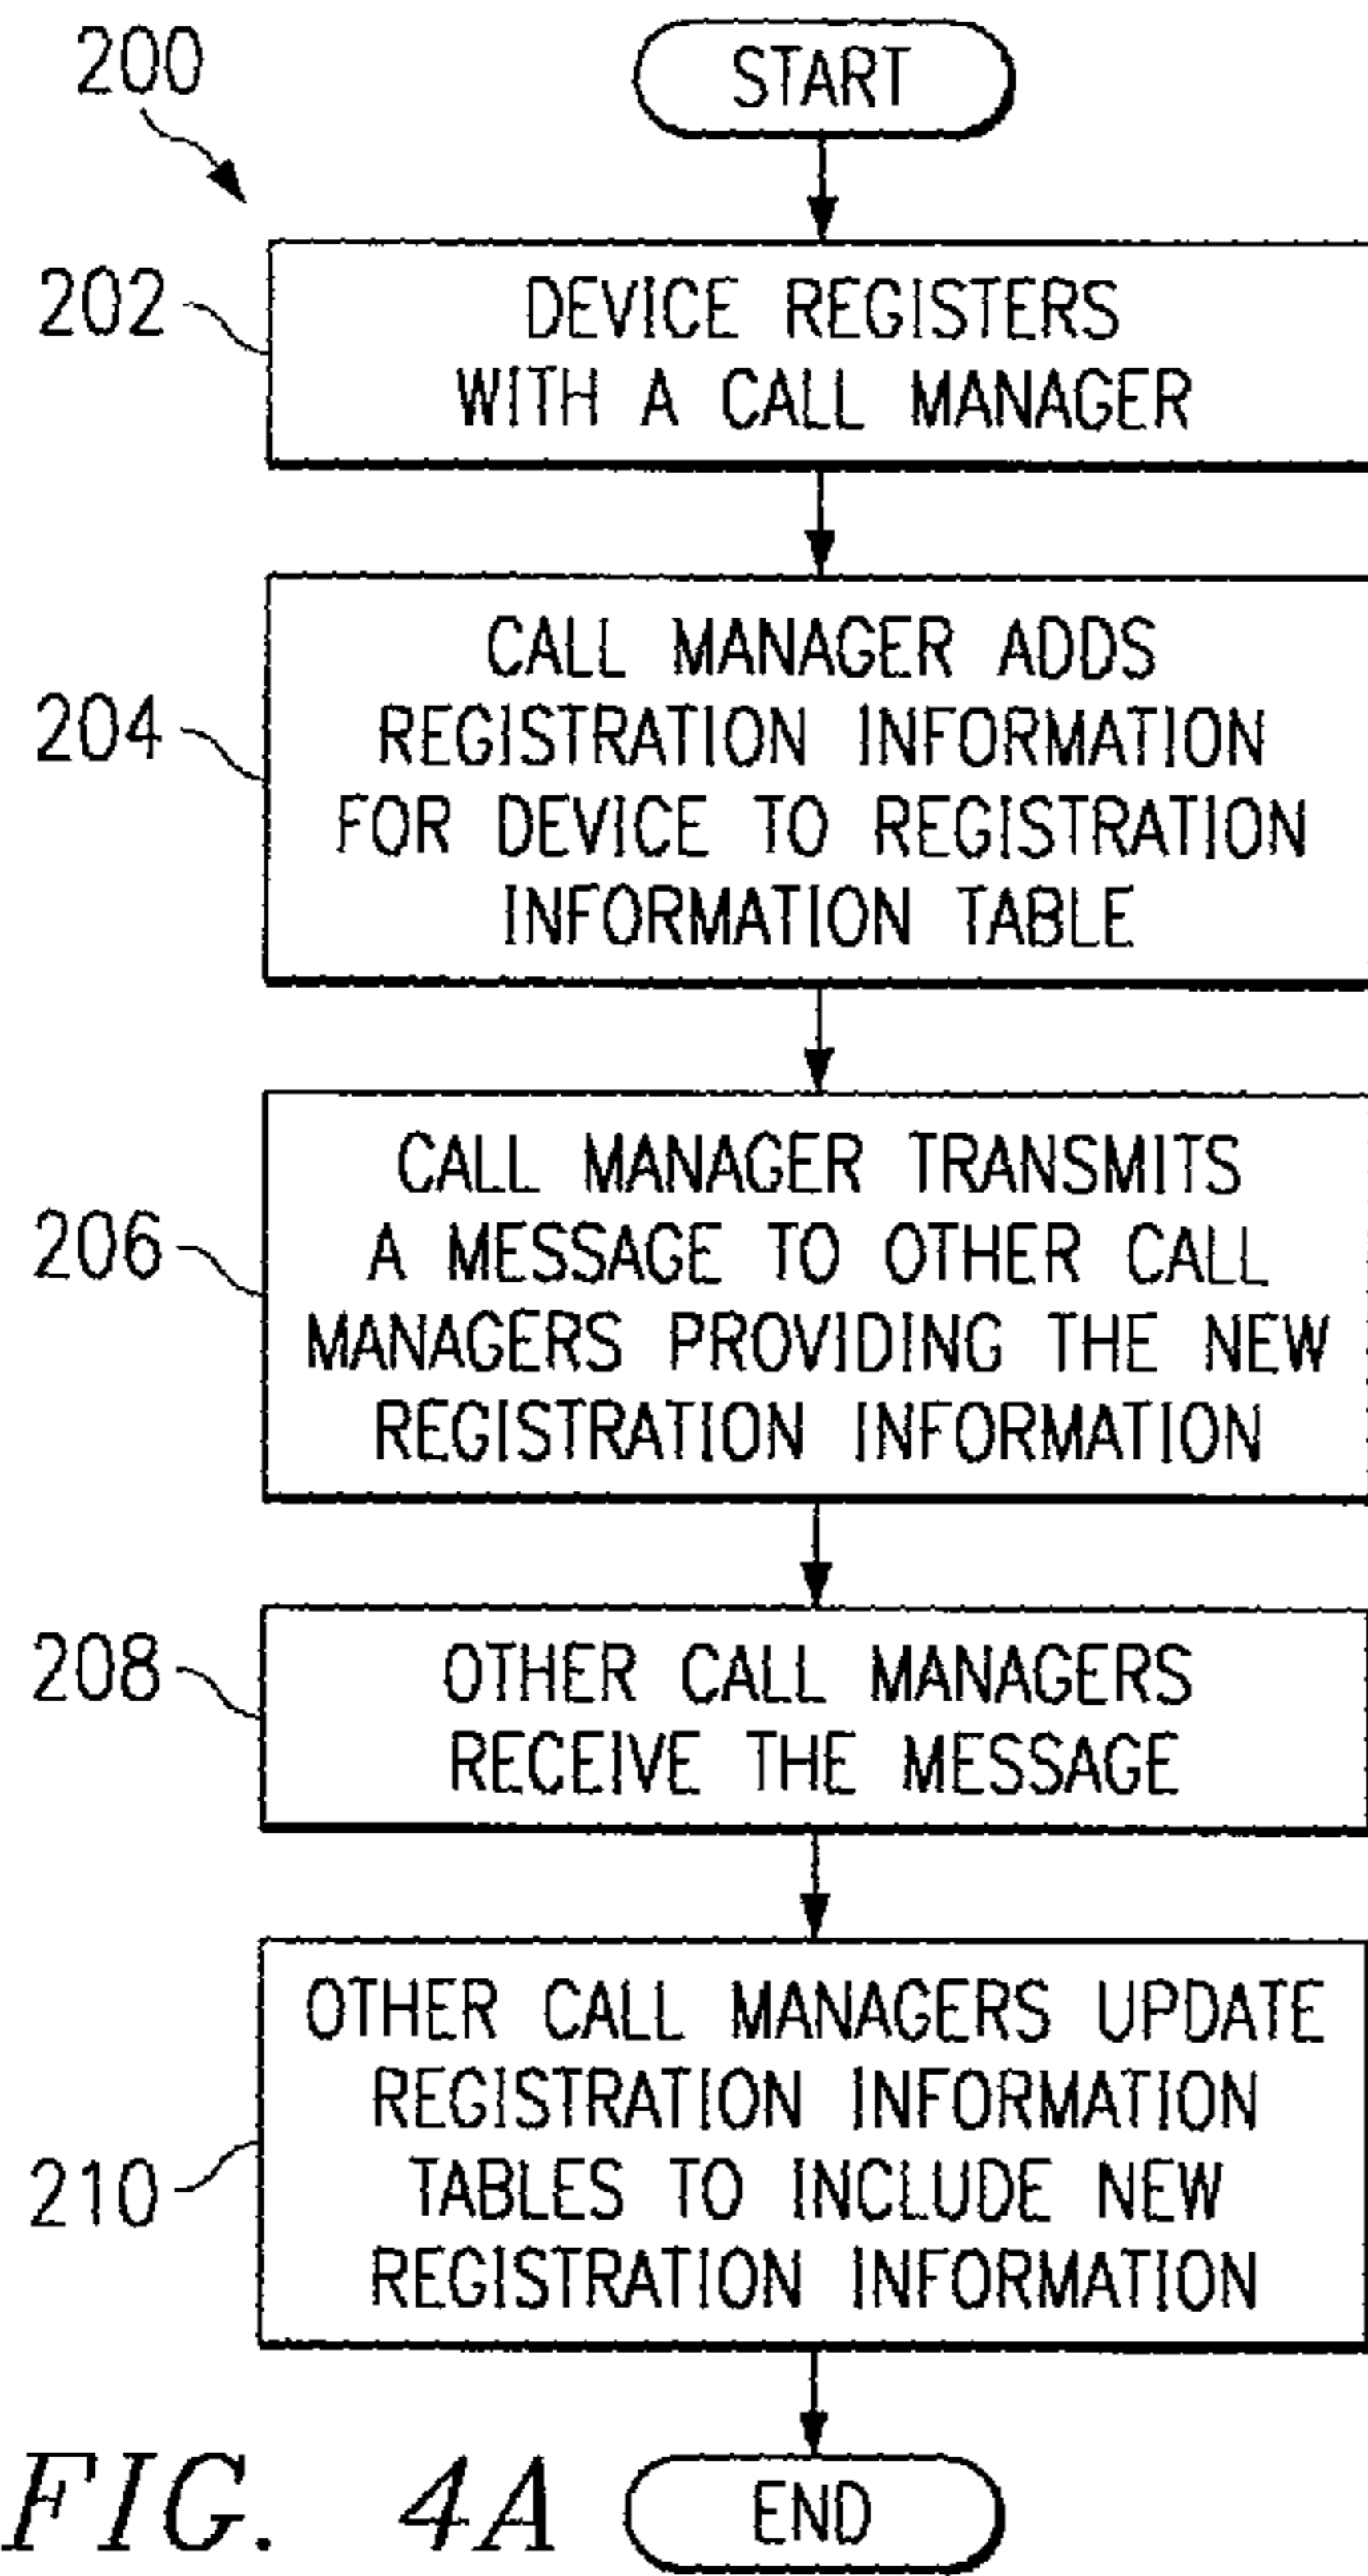 200
START
202
DEVICE REGISTERS
WITH A CALL MANAGER
204
CALL MANAGER ADDS
REGISTRATION INFORMATION
FOR DEVICE TO REGISTRATION
INFORMATION TABLE
206
CALL MANAGER TRANSMITS
A MESSAGE TO OTHER CALL
MANAGERS PROVIDING THE NEW
REGISTRATION INFORMATION
208
OTHER CALL MANAGERS
RECEIVE THE MESSAGE
210
OTHER CALL MANAGERS UPDATE
REGISTRATION INFORMATION
TABLES TO INCLUDE NEW
REGISTRATION INFORMATION
END
FIG. 4A